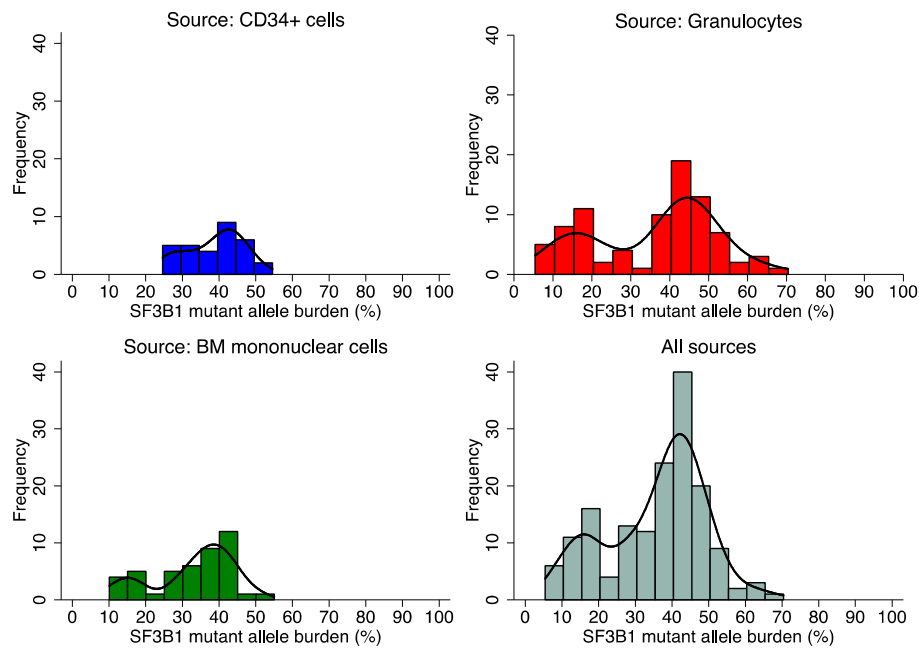 Source: CD34+ cells
Frequency
0 10 20 30 40
0 10 20 30 40 50 60 70 80 90 100
SF3B1 mutant allele burden (%)
Source: Granulocytes
Frequency
0 10 20 30 40
0 10 20 30 40 50 60 70 80 90 100
SF3B1 mutant allele burden (%)
Source: BM mononuclear cells
Frequency
0 10 20 30 40
0 10 20 30 40 50 60 70 80 90 100
SF3B1 mutant allele burden (%)
All sources
Frequency
0 10 20 30 40
0 10 20 30 40 50 60 70 80 90 100
SF3B1 mutant allele burden (%)